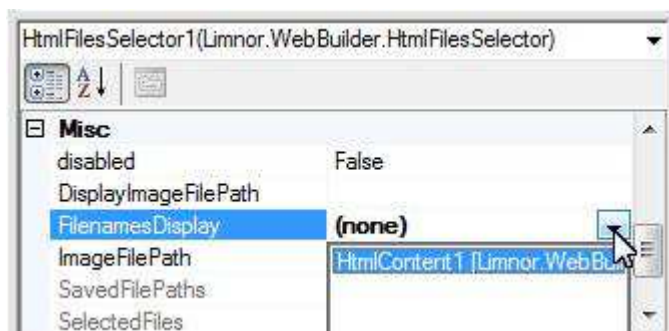 HtmlFilesSelector1(Limnor.WebBuilder.HtmlFilesSelector)
A
Z
Misc
disabled False
DisplayImageFilePath
FilenamesDisplay (none)
ImageFilePath HtmlContent1 [Limnor.WebBu
SavedFilePaths
SelectedFiles